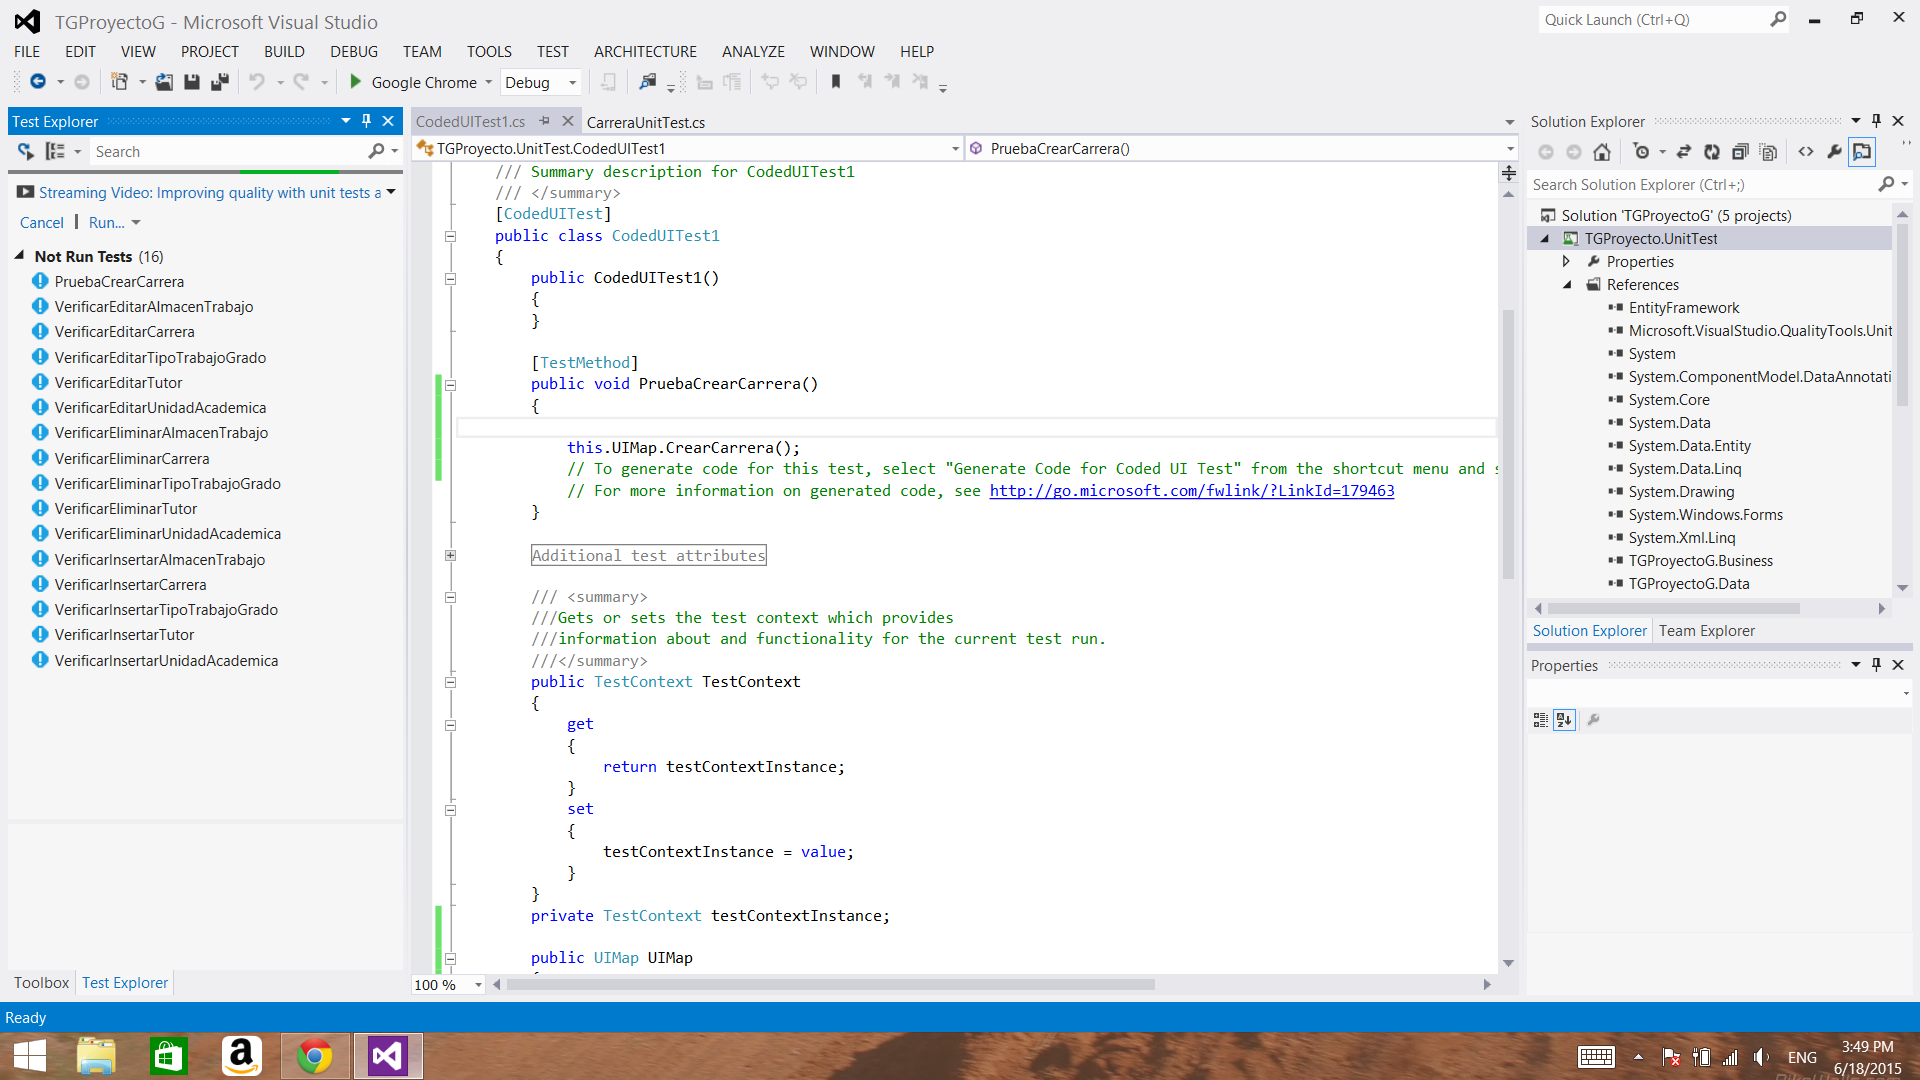 TGProyectoG - Microsoft Visual Studio
Quick Launch (Ctrl+Q)
FILE EDIT VIEW PROJECT BUILD DEBUG TEAM TOOLS TEST ARCHITECTURE ANALYZE WINDOW HELP
Google Chrome Debug
Test Explorer
Search
Streaming Video: Improving quality with unit tests a
Cancel | Run...
Not Run Tests (16)
PruebaCrearCarrera
VerificarEditarAlmacenTrabajo
VerificarEditarCarrera
VerificarEditarTipoTrabajoGrado
VerificarEditarTutor
VerificarEditarUnidadAcademica
VerificarEliminarAlmacenTrabajo
VerificarEliminarCarrera
VerificarEliminarTipoTrabajoGrado
VerificarEliminarTutor
VerificarEliminarUnidadAcademica
VerificarInsertarAlmacenTrabajo
VerificarInsertarCarrera
VerificarInsertarTipoTrabajoGrado
VerificarInsertarTutor
VerificarInsertarUnidadAcademica
Toolbox Test Explorer
CodedUITest1.cs CarreraUnitTest.cs
TGProyecto.UnitTest.CodedUITest1 PruebaCrearCarrera()
/// Summary description for CodedUITest1
/// </summary>
[CodedUITest]
public class CodedUITest1
{
public CodedUITest1()
{
}
[TestMethod]
public void PruebaCrearCarrera()
{
this.UIMap.CrearCarrera();
// To generate code for this test, select "Generate Code for Coded UI Test" from the shortcut menu and s
// For more information on generated code, see http://go.microsoft.com/fwlink/?LinkId=179463
}
Additional test attributes
/// <summary>
///Gets or sets the test context which provides
///information about and functionality for the current test run.
///</summary>
public TestContext TestContext
{
get
{
return testContextInstance;
}
set
{
testContextInstance = value;
}
}
private TestContext testContextInstance;
public UIMap UIMap
100 %
Solution Explorer
Search Solution Explorer (Ctrl+;)
Solution 'TGProyectoG' (5 projects)
TGProyecto.UnitTest
Properties
References
EntityFramework
Microsoft.VisualStudio.QualityTools.Unit
System
System.ComponentModel.DataAnnotati
System.Core
System.Data
System.Data.Entity
System.Data.Linq
System.Drawing
System.Windows.Forms
System.Xml.Linq
TGProyectoG.Business
TGProyectoG.Data
Solution Explorer Team Explorer
Properties
Ready
ENG
3:49 PM
6/18/2015